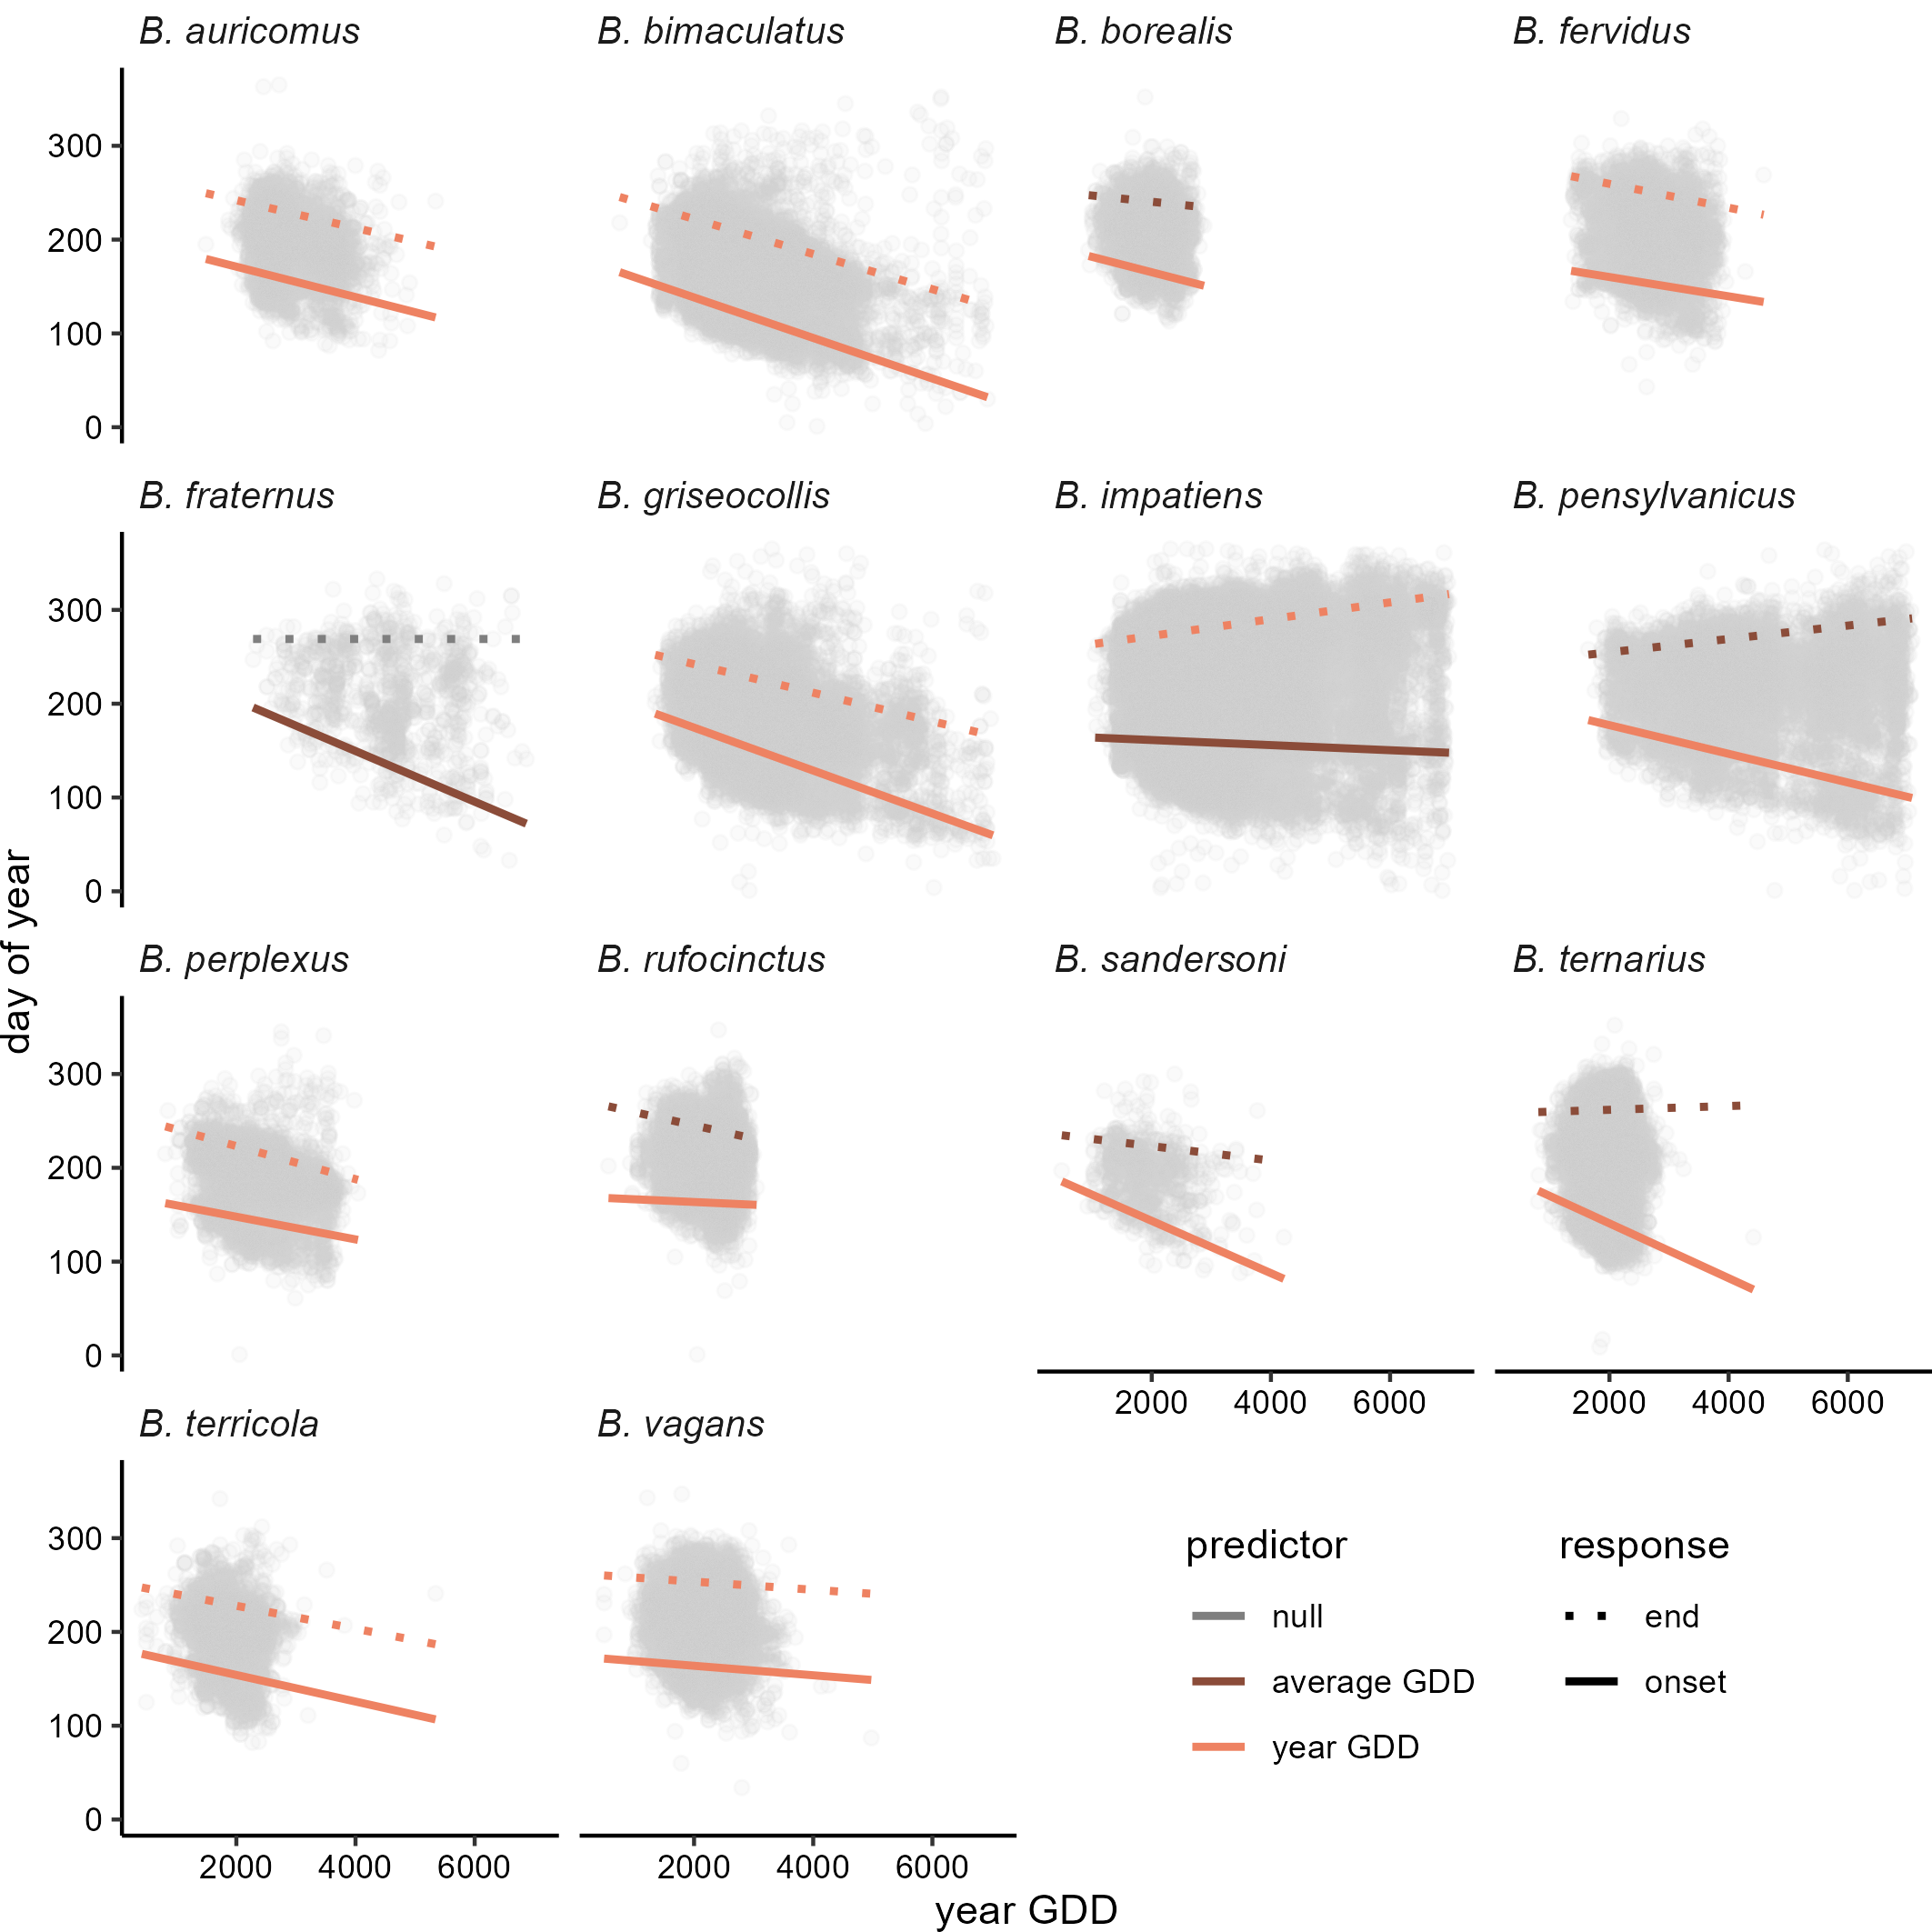 B. auricomus
B. bimaculatus
B. borealis
B. fervidus
300
200
100
0
B. fraternus
B. griseocollis
B. impatiens
B. pensylvanicus
300
200
100
0
day of year
B. perplexus
B. rufocinctus
B. sandersoni
B. ternarius
300
200
100
0
2000 4000 6000
2000 4000 6000
B. terricola
B. vagans
300
200
100
0
2000 4000 6000
2000 4000 6000
year GDD
predictor
null
average GDD
year GDD
response
end
onset